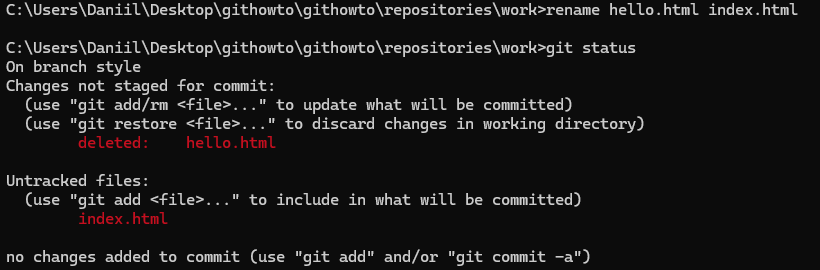 C:\Users\Daniil\Desktop\githowto\githowto\repositories\work>rename hello.html index.html
C:\Users\Daniil\Desktop\githowto\githowto\repositories\work>git status
On branch style
Changes not staged for commit:
  (use "git add/rm <file>..." to update what will be committed)
  (use "git restore <file>..." to discard changes in working directory)
        deleted:    hello.html
Untracked files:
  (use "git add <file>..." to include in what will be committed)
        index.html
no changes added to commit (use "git add" and/or "git commit -a")